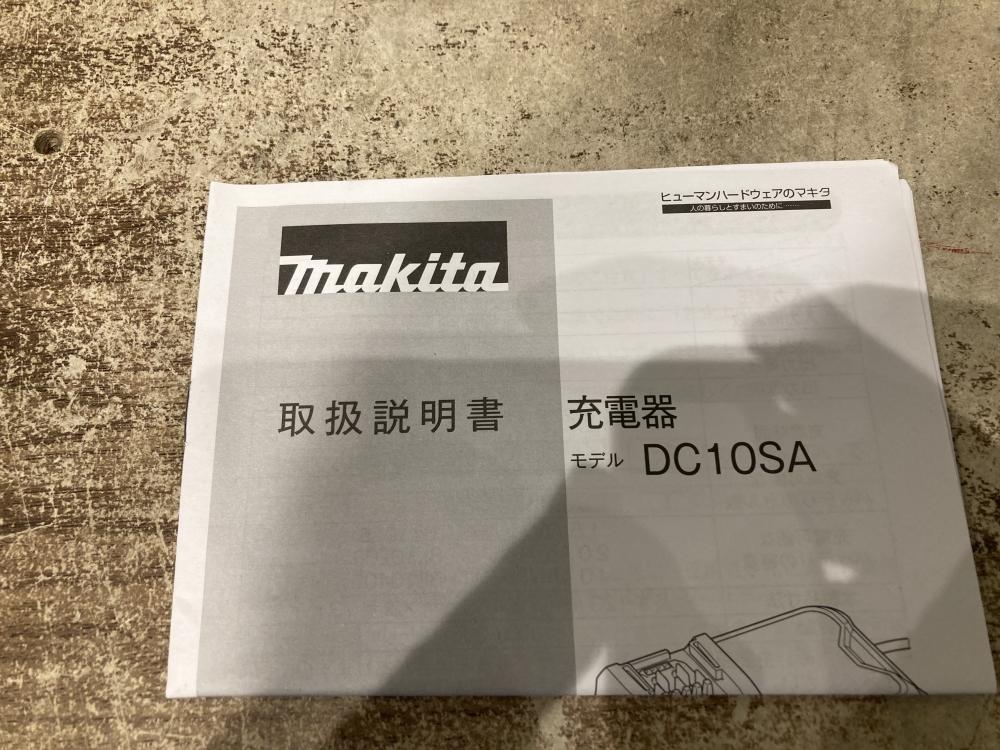 ヒューマンハードウェアのマキタ
人の暮らしとすまいのために……
makita
取扱説明書
充電器
モデル DC10SA